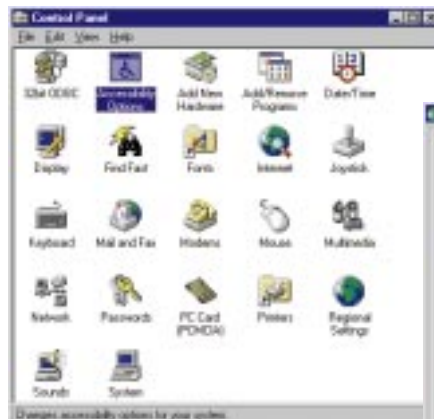 Control Panel
File Edit View Help
32bit ODBC
Accessibility
Options
Add New
Hardware
Add/Remove
Programs
Date/Time
Display
Find Fast
Fonts
Internet
Joystick
Keyboard
Mail and Fax
Modems
Mouse
Multimedia
Network
Passwords
PC Card
(PCMCIA)
Printers
Regional
Settings
Sounds
System
Changes accessibility options for your system.